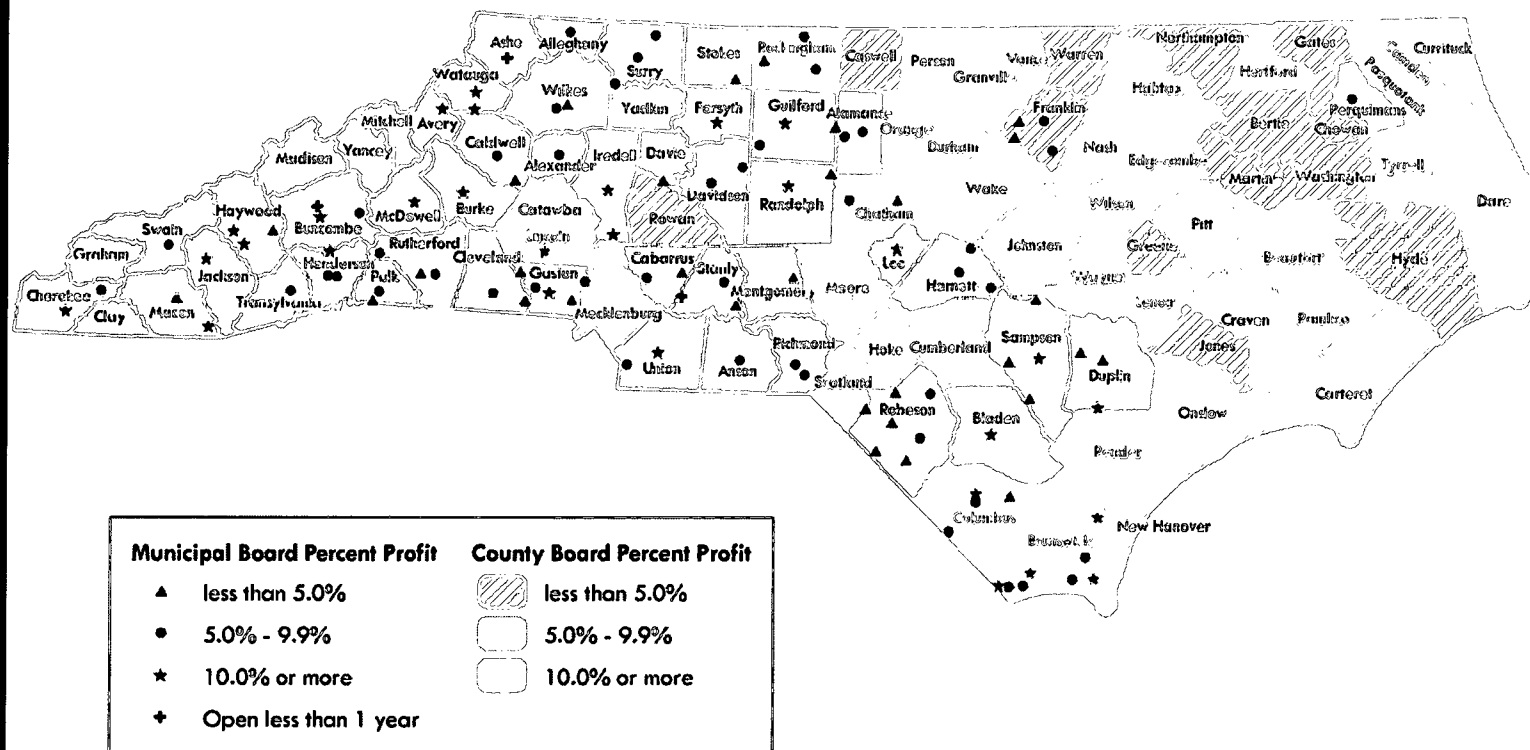 Ashe
Alleghany
Surry
Stokes
Rockingham
Caswell
Person
Granvill
Vance
Warren
Northampton
Gates
Camden
Currituck
Pasquotank
Watauga
Wilkes
Yadkin
Forsyth
Guilford
Alamance
Orange
Durham
Franklin
Halifax
Hertford
Bertie
Chowan
Perquimans
Mitchell
Avery
Caldwell
Alexander
Iredell
Davie
Nash
Edgecombe
Martin
Washington
Tyrrell
Madison
Yancey
Davidson
Randolph
Chatham
Wake
Wilson
Dare
Haywood
Buncombe
McDowell
Burke
Catawba
Rowan
Pitt
Swain
Graham
Jackson
Henderson
Rutherford
Polk
Cleveland
Lincoln
Gaston
Cabarrus
Stanly
Montgomery
Moore
Lee
Harnett
Johnston
Greene
Wayne
Beaufort
Hyde
Cherokee
Clay
Macon
Transylvania
Mecklenburg
Lenoir
Craven
Pamlico
Union
Anson
Richmond
Scotland
Hoke
Cumberland
Sampson
Duplin
Jones
Carteret
Robeson
Bladen
Onslow
Pender
Columbus
Brunswick
New Hanover
Municipal Board Percent Profit
less than 5.0%
5.0% - 9.9%
10.0% or more
Open less than 1 year
County Board Percent Profit
less than 5.0%
5.0% - 9.9%
10.0% or more